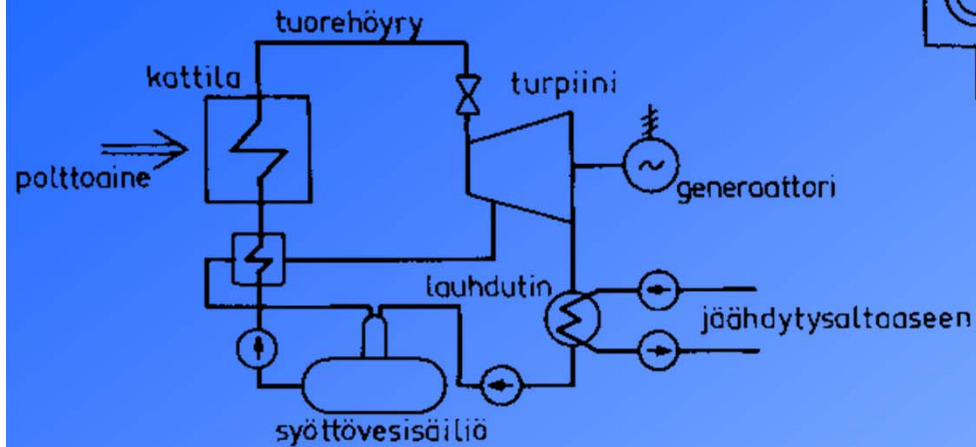 tuorehöyry
kattila
turpiini
polttoaine
generaattori
lauhdutin
jäähdytysaltaaseen
syöttövesisäiliö